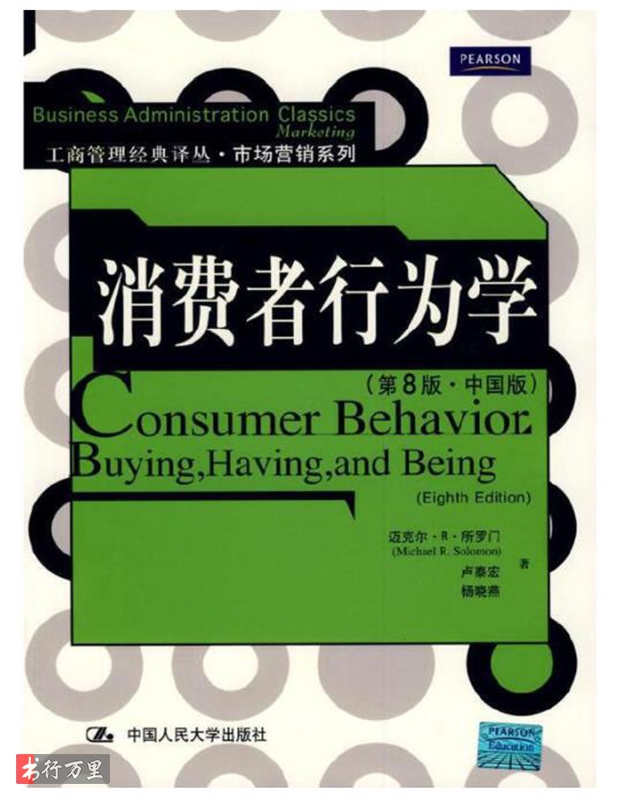 PEARSON
Business Administration Classics
Marketing
工商管理经典译丛·市场营销系列
消费者行为学
(第8版·中国版)
Consumer Behavior
Buying,Having,and Being
(Eighth Edition)
迈克尔·R·所罗门
(Michael R. Solomon)
卢泰宏
杨晓燕
著
中国人民大学出版社
PEARSON
Education
书行万里